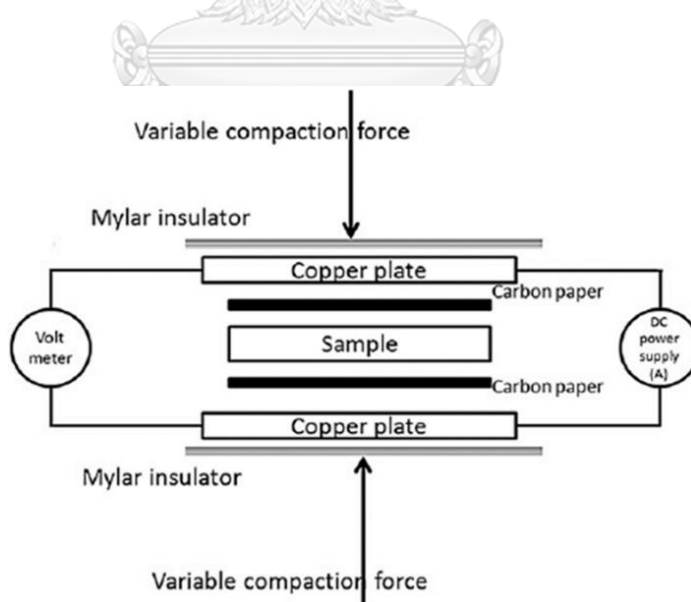 Variable compaction force
Mylar insulator
Copper plate
Carbon paper
Volt
meter
Sample
DC
power
supply
(A)
Carbon paper
Copper plate
Mylar insulator
Variable compaction force